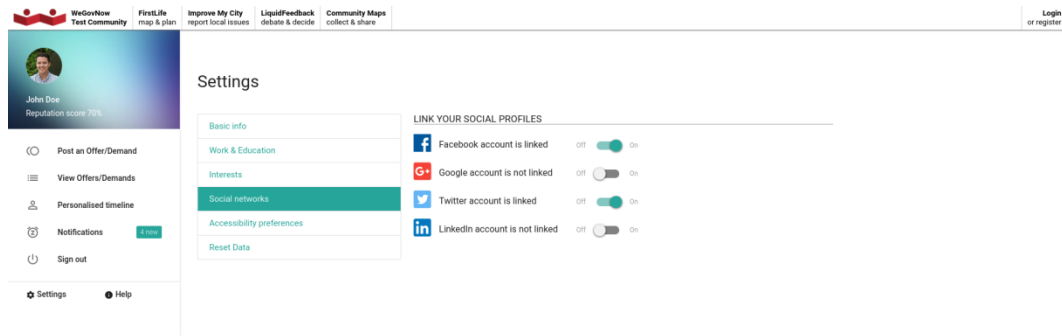 WeGovNow
Test Community
FirstLife
map & plan
Improve My City
report local issues
LiquidFeedback
debate & decide
Community Maps
collect & share
Login
or register
John Doe
Reputation score 70%
Post an Offer/Demand
View Offers/Demands
Personalised timeline
Notifications
4 new
Sign out
Settings
Help
Settings
Basic info
Work & Education
Interests
Social networks
Accessibility preferences
Reset Data
LINK YOUR SOCIAL PROFILES
Facebook account is linked
Off On
G+ Google account is not linked
Off On
Twitter account is linked
Off On
in LinkedIn account is not linked
Off On